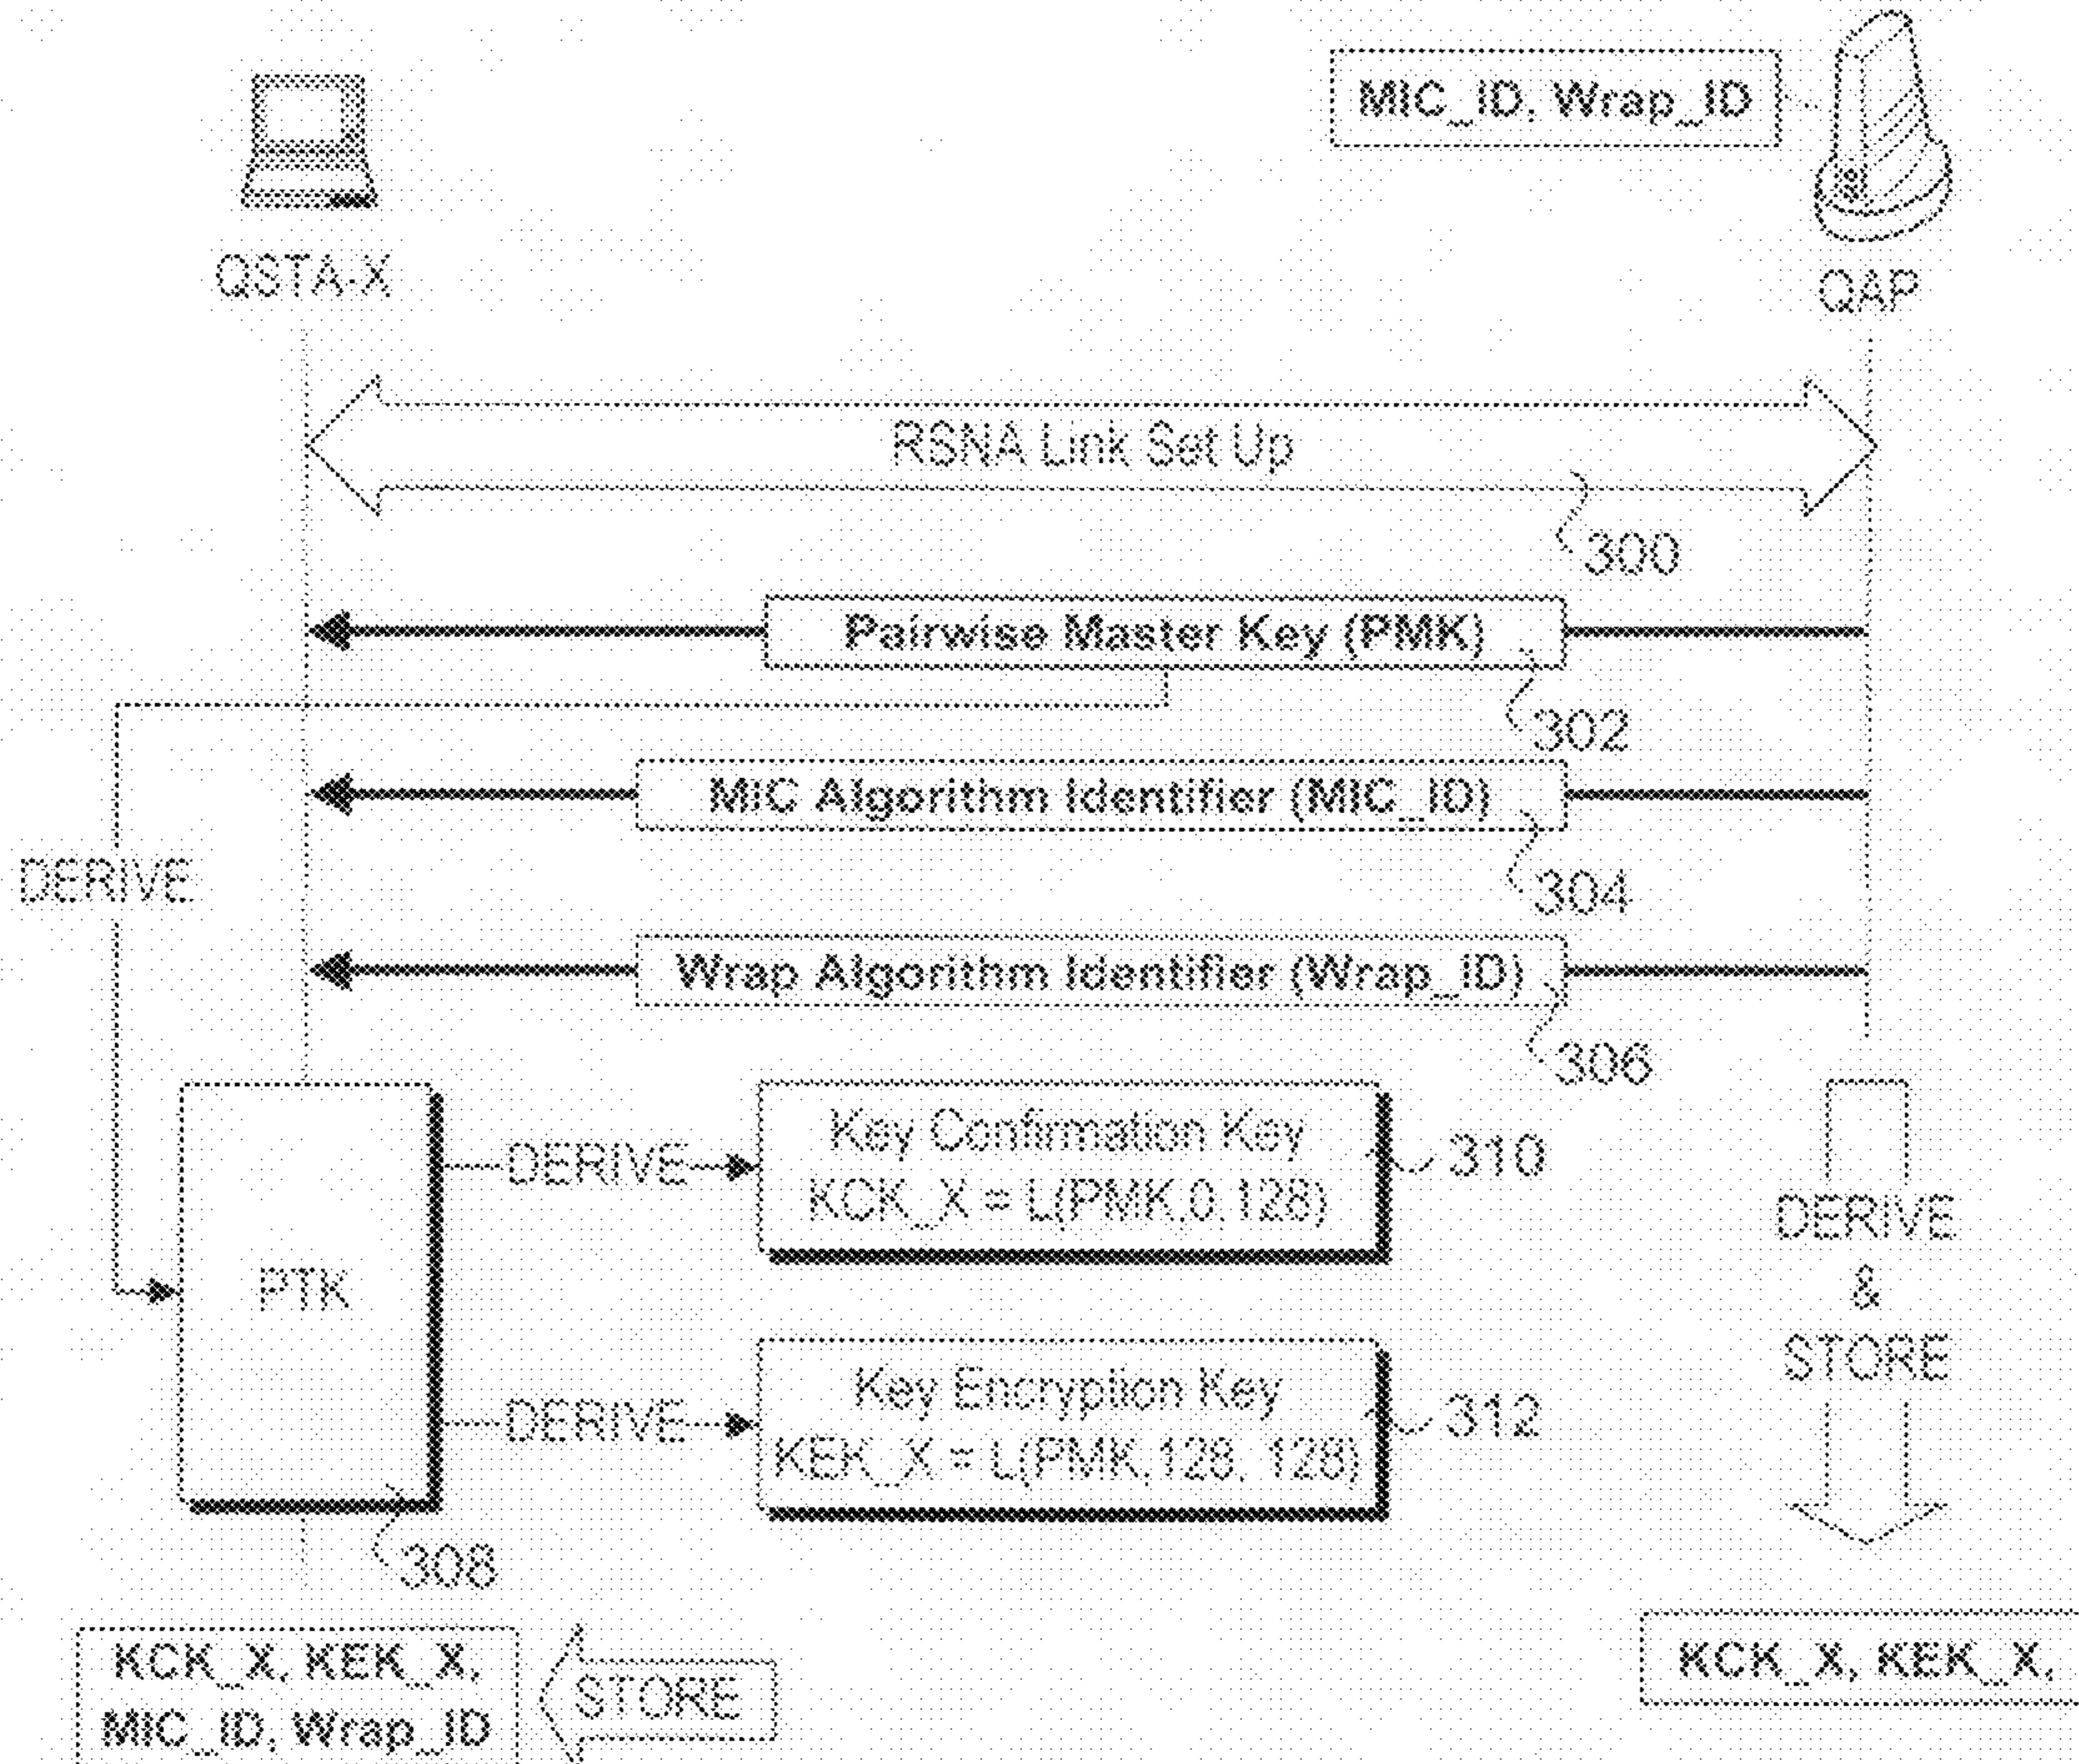 MIC_ID, Wrap_ID
QSTA-X
QAP
RSNA Link Set Up
300
Pairwise Master Key (PMK)
302
MIC Algorithm Identifier (MIC_ID)
304
DERIVE
Wrap Algorithm Identifier (Wrap_ID)
306
Key Confirmation Key
KCK_X = L(PMK,0,128)
310
DERIVE
DERIVE
&
STORE
PTK
Key Encryption Key
KEK_X = L(PMK,128, 128)
312
DERIVE
308
KCK_X, KEK_X,
MIC_ID, Wrap_ID
STORE
KCK_X, KEK_X,